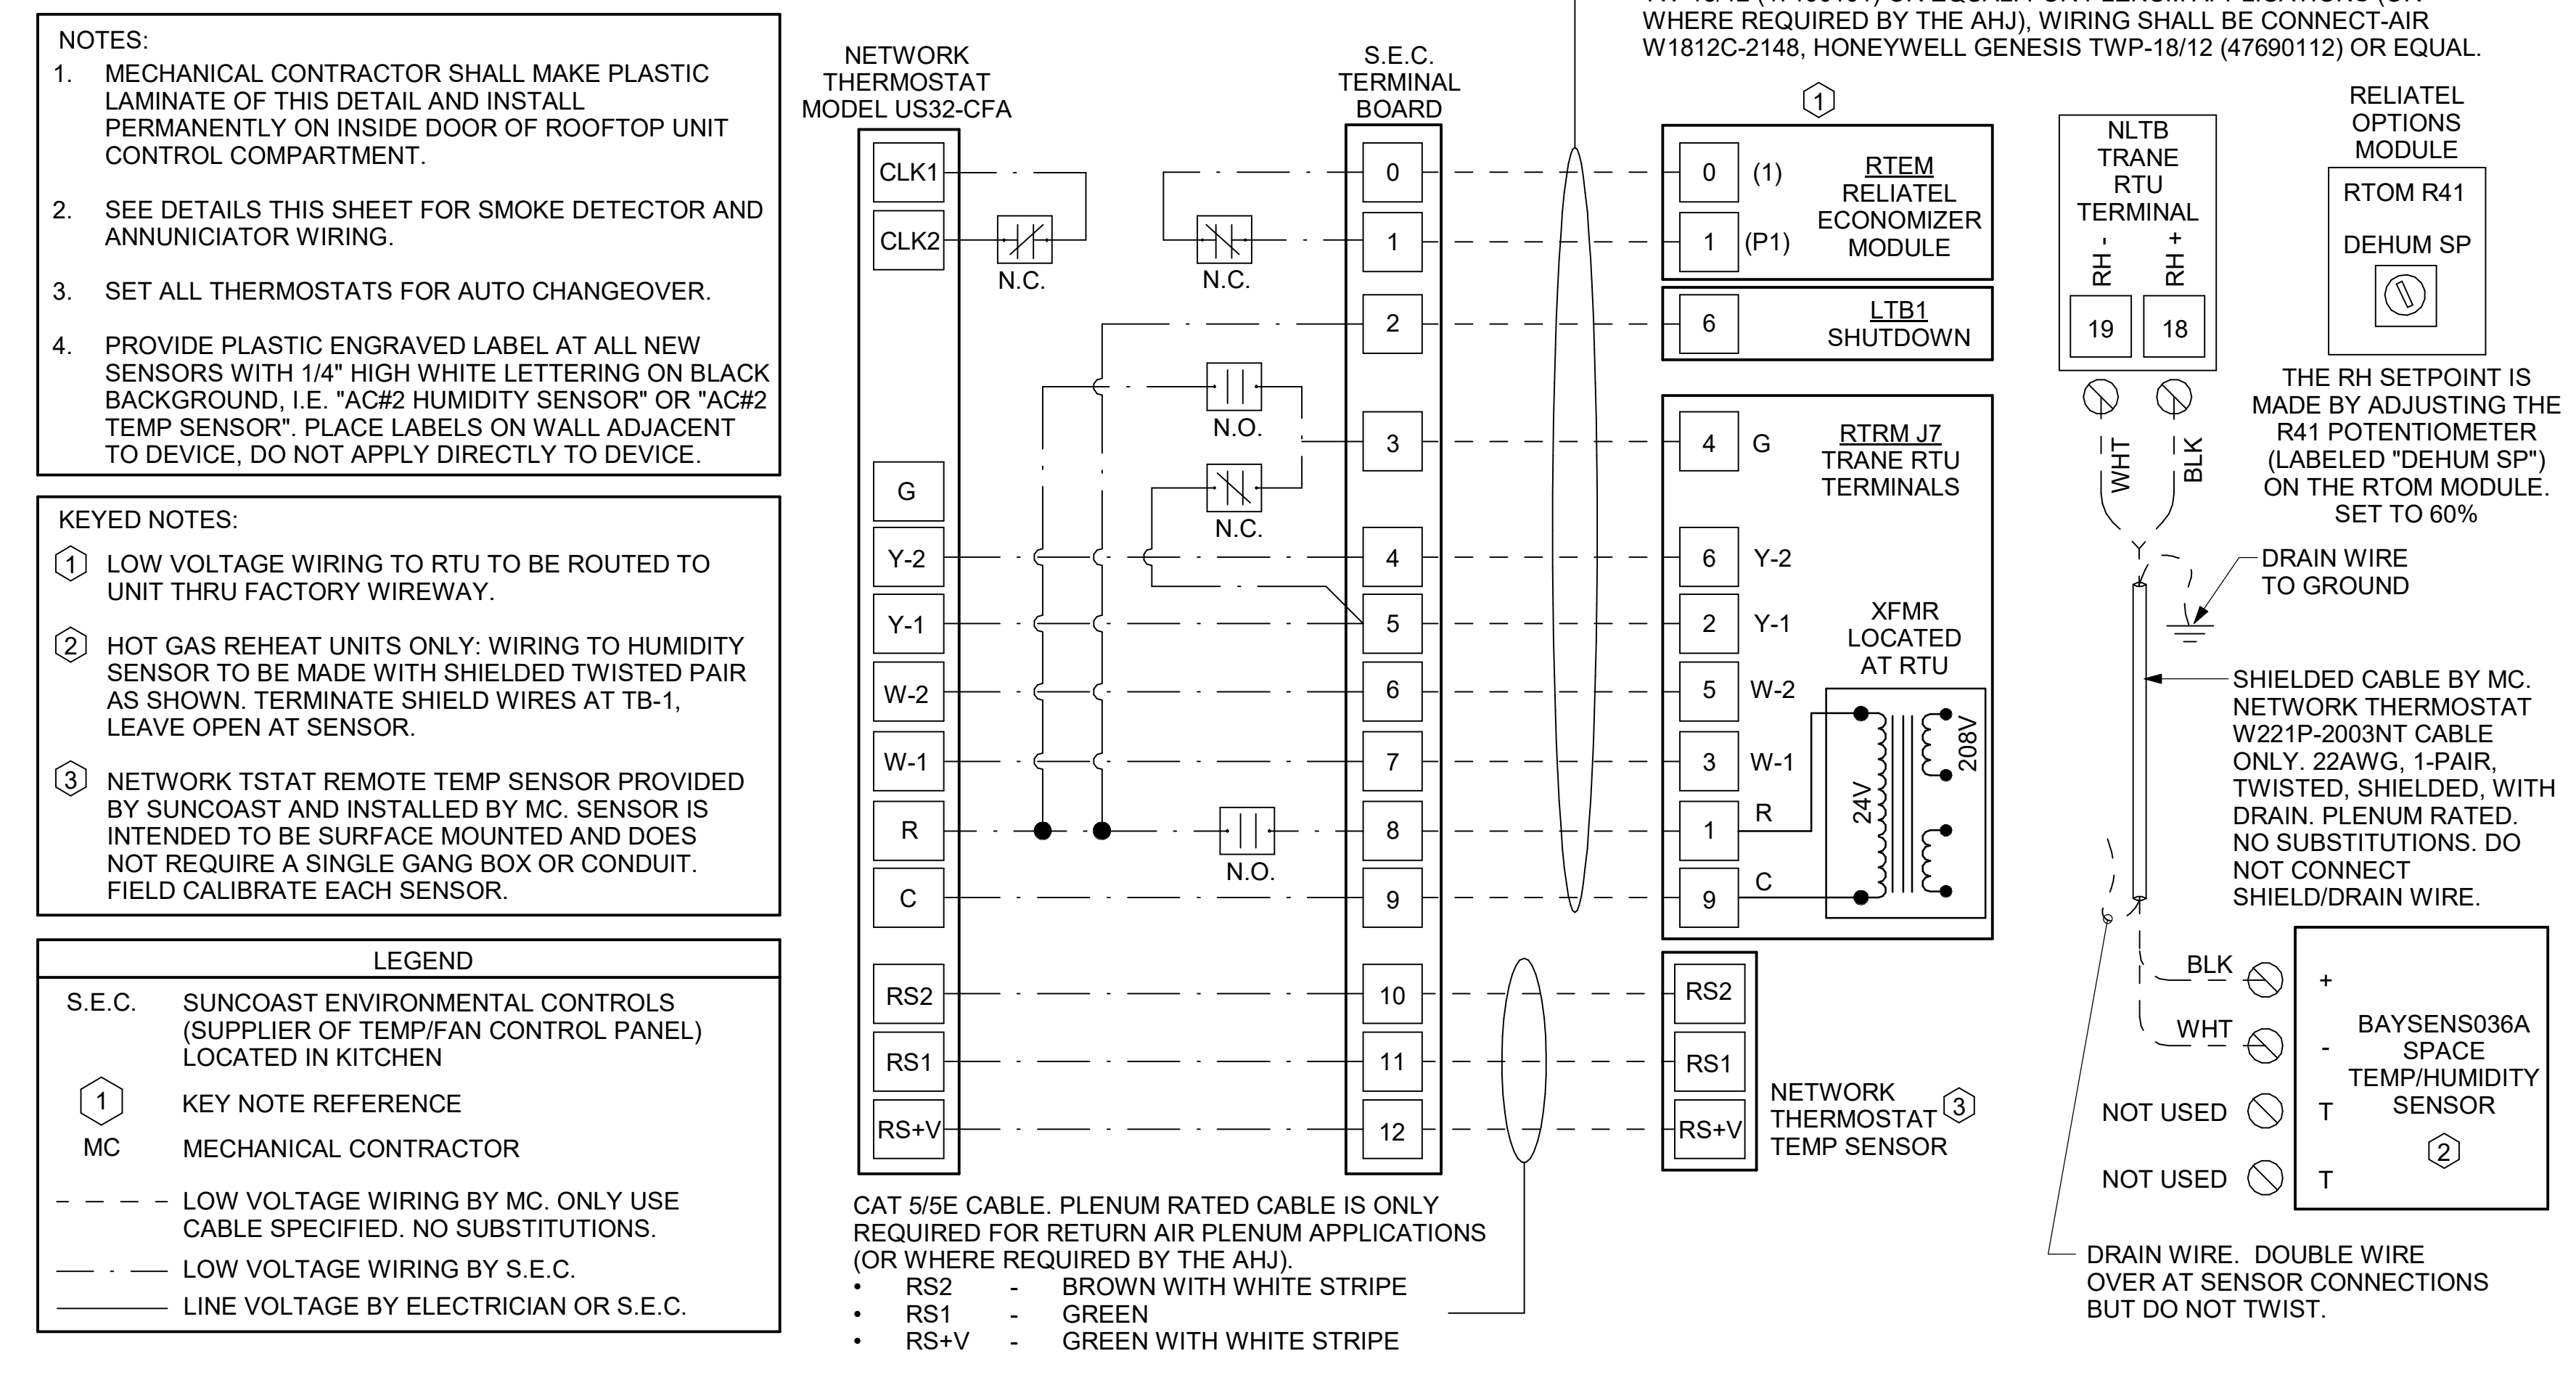 NOTES:
1. MECHANICAL CONTRACTOR SHALL MAKE PLASTIC
LAMINATE OF THIS DETAIL AND INSTALL
PERMANENTLY ON INSIDE DOOR OF ROOFTOP UNIT
CONTROL COMPARTMENT.
2. SEE DETAILS THIS SHEET FOR SMOKE DETECTOR AND
ANNUNICIATOR WIRING.
3. SET ALL THERMOSTATS FOR AUTO CHANGEOVER.
4. PROVIDE PLASTIC ENGRAVED LABEL AT ALL NEW
SENSORS WITH 1/4" HIGH WHITE LETTERING ON BLACK
BACKGROUND, I.E. "AC#2 HUMIDITY SENSOR" OR "AC#2
TEMP SENSOR". PLACE LABELS ON WALL ADJACENT
TO DEVICE, DO NOT APPLY DIRECTLY TO DEVICE.
KEYED NOTES:
1 LOW VOLTAGE WIRING TO RTU TO BE ROUTED TO
UNIT THRU FACTORY WIREWAY.
2 HOT GAS REHEAT UNITS ONLY: WIRING TO HUMIDITY
SENSOR TO BE MADE WITH SHIELDED TWISTED PAIR
AS SHOWN. TERMINATE SHIELD WIRES AT TB-1,
LEAVE OPEN AT SENSOR.
3 NETWORK TSTAT REMOTE TEMP SENSOR PROVIDED
BY SUNCOAST AND INSTALLED BY MC. SENSOR IS
INTENDED TO BE SURFACE MOUNTED AND DOES
NOT REQUIRE A SINGLE GANG BOX OR CONDUIT.
FIELD CALIBRATE EACH SENSOR.
LEGEND
S.E.C. SUNCOAST ENVIRONMENTAL CONTROLS
(SUPPLIER OF TEMP/FAN CONTROL PANEL)
LOCATED IN KITCHEN
1 KEY NOTE REFERENCE
MC MECHANICAL CONTRACTOR
LOW VOLTAGE WIRING BY MC. ONLY USE
CABLE SPECIFIED. NO SUBSTITUTIONS.
LOW VOLTAGE WIRING BY S.E.C.
LINE VOLTAGE BY ELECTRICIAN OR S.E.C.
NETWORK
THERMOSTAT
MODEL US32-CFA
CLK1
CLK2
G
Y-2
Y-1
W-2
W-1
R
C
RS2
RS1
RS+V
N.C.
N.C.
N.O.
N.C.
N.O.
S.E.C.
TERMINAL
BOARD
0
1
2
3
4
5
6
7
8
9
10
11
12
CAT 5/5E CABLE. PLENUM RATED CABLE IS ONLY
REQUIRED FOR RETURN AIR PLENUM APPLICATIONS
(OR WHERE REQUIRED BY THE AHJ).
• RS2 - BROWN WITH WHITE STRIPE
• RS1 - GREEN
• RS+V - GREEN WITH WHITE STRIPE
WHERE REQUIRED BY THE AHJ), WIRING SHALL BE CONNECT-AIR
W1812C-2148, HONEYWELL GENESIS TWP-18/12 (47690112) OR EQUAL.
1
0 (1)
1 (P1)
RTEM
RELIATEL
ECONOMIZER
MODULE
6
LTB1
SHUTDOWN
4 G
RTRM J7
TRANE RTU
TERMINALS
6 Y-2
2 Y-1
5 W-2
3 W-1
1 R
9 C
XFMR
LOCATED
AT RTU
24V
208V
RS2
RS1
RS+V
NETWORK
THERMOSTAT
TEMP SENSOR
3
NLTB
TRANE
RTU
TERMINAL
RH -
RH +
19
18
WHT
BLK
RELIATEL
OPTIONS
MODULE
RTOM R41
DEHUM SP
THE RH SETPOINT IS
MADE BY ADJUSTING THE
R41 POTENTIOMETER
(LABELED "DEHUM SP")
ON THE RTOM MODULE.
SET TO 60%
DRAIN WIRE
TO GROUND
SHIELDED CABLE BY MC.
NETWORK THERMOSTAT
W221P-2003NT CABLE
ONLY. 22AWG, 1-PAIR,
TWISTED, SHIELDED, WITH
DRAIN. PLENUM RATED.
NO SUBSTITUTIONS. DO
NOT CONNECT
SHIELD/DRAIN WIRE.
BLK +
WHT -
NOT USED T
NOT USED T
BAYSENS036A
SPACE
TEMP/HUMIDITY
SENSOR
2
DRAIN WIRE. DOUBLE WIRE
OVER AT SENSOR CONNECTIONS
BUT DO NOT TWIST.